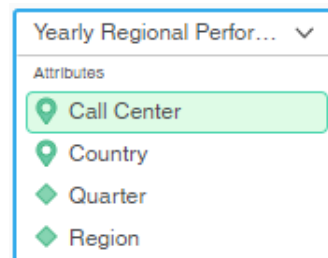 Yearly Regional Perfor...
Attributes
Call Center
Country
Quarter
Region